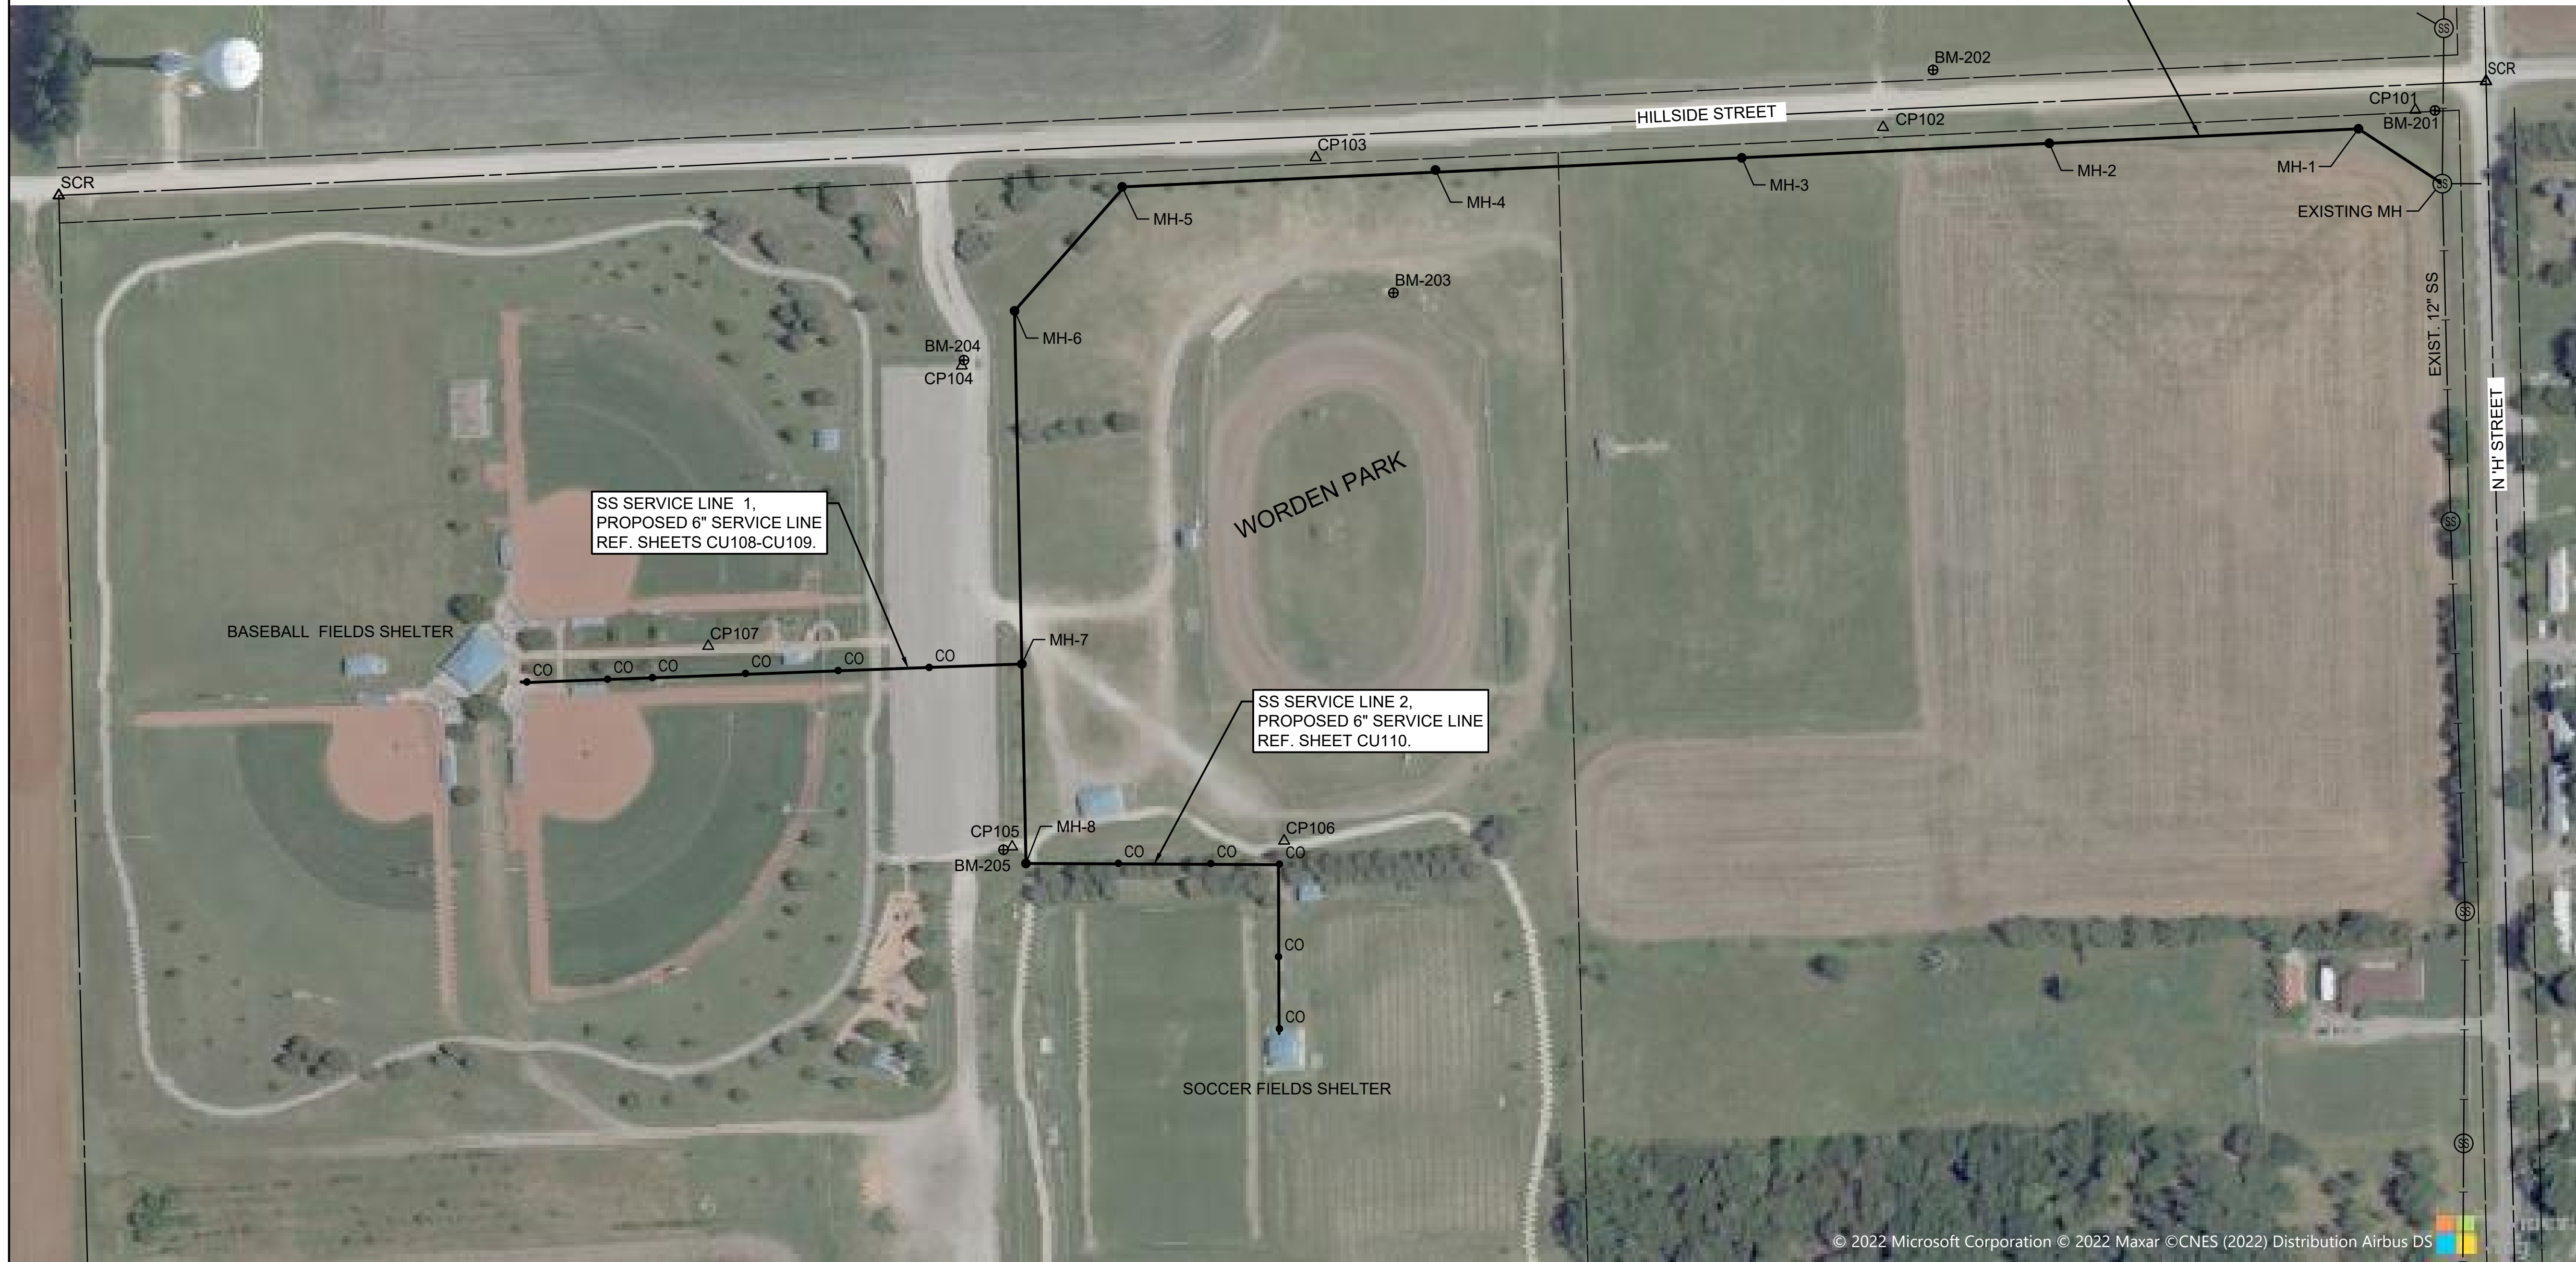 SS
BM-202
SCR
CP101
BM-201
HILLSIDE STREET
CP102
CP103
SCR
MH-1
MH-2
MH-3
MH-4
MH-5
SS
EXISTING MH
BM-203
EXIST. 12" SS
MH-6
BM-204
CP104
N 'H' STREET
WORDEN PARK
SS SERVICE LINE 1,
PROPOSED 6" SERVICE LINE
REF. SHEETS CU108-CU109.
SS
BASEBALL FIELDS SHELTER
CP107
MH-7
CO
CO
CO
CO
CO
CO
SS SERVICE LINE 2,
PROPOSED 6" SERVICE LINE
REF. SHEET CU110.
CP105
MH-8
BM-205
CP106
CO
CO
CO
SS
CO
CO
SOCCER FIELDS SHELTER
SS
© 2022 Microsoft Corporation © 2022 Maxar ©CNES (2022) Distribution Airbus DS